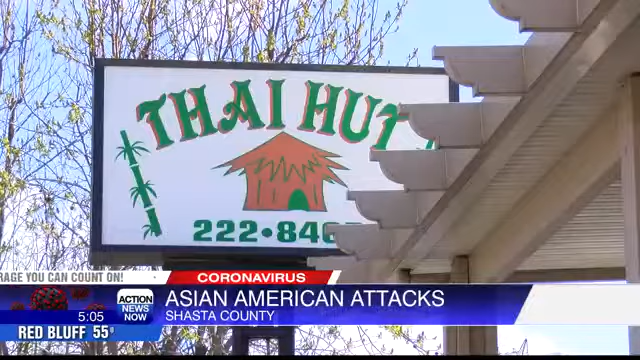 THAI HUT
222•840
RAGE YOU CAN COUNT ON!
CORONAVIRUS
5:05
ACTION
NEWS
NOW
ASIAN AMERICAN ATTACKS
SHASTA COUNTY
RED BLUFF 55°